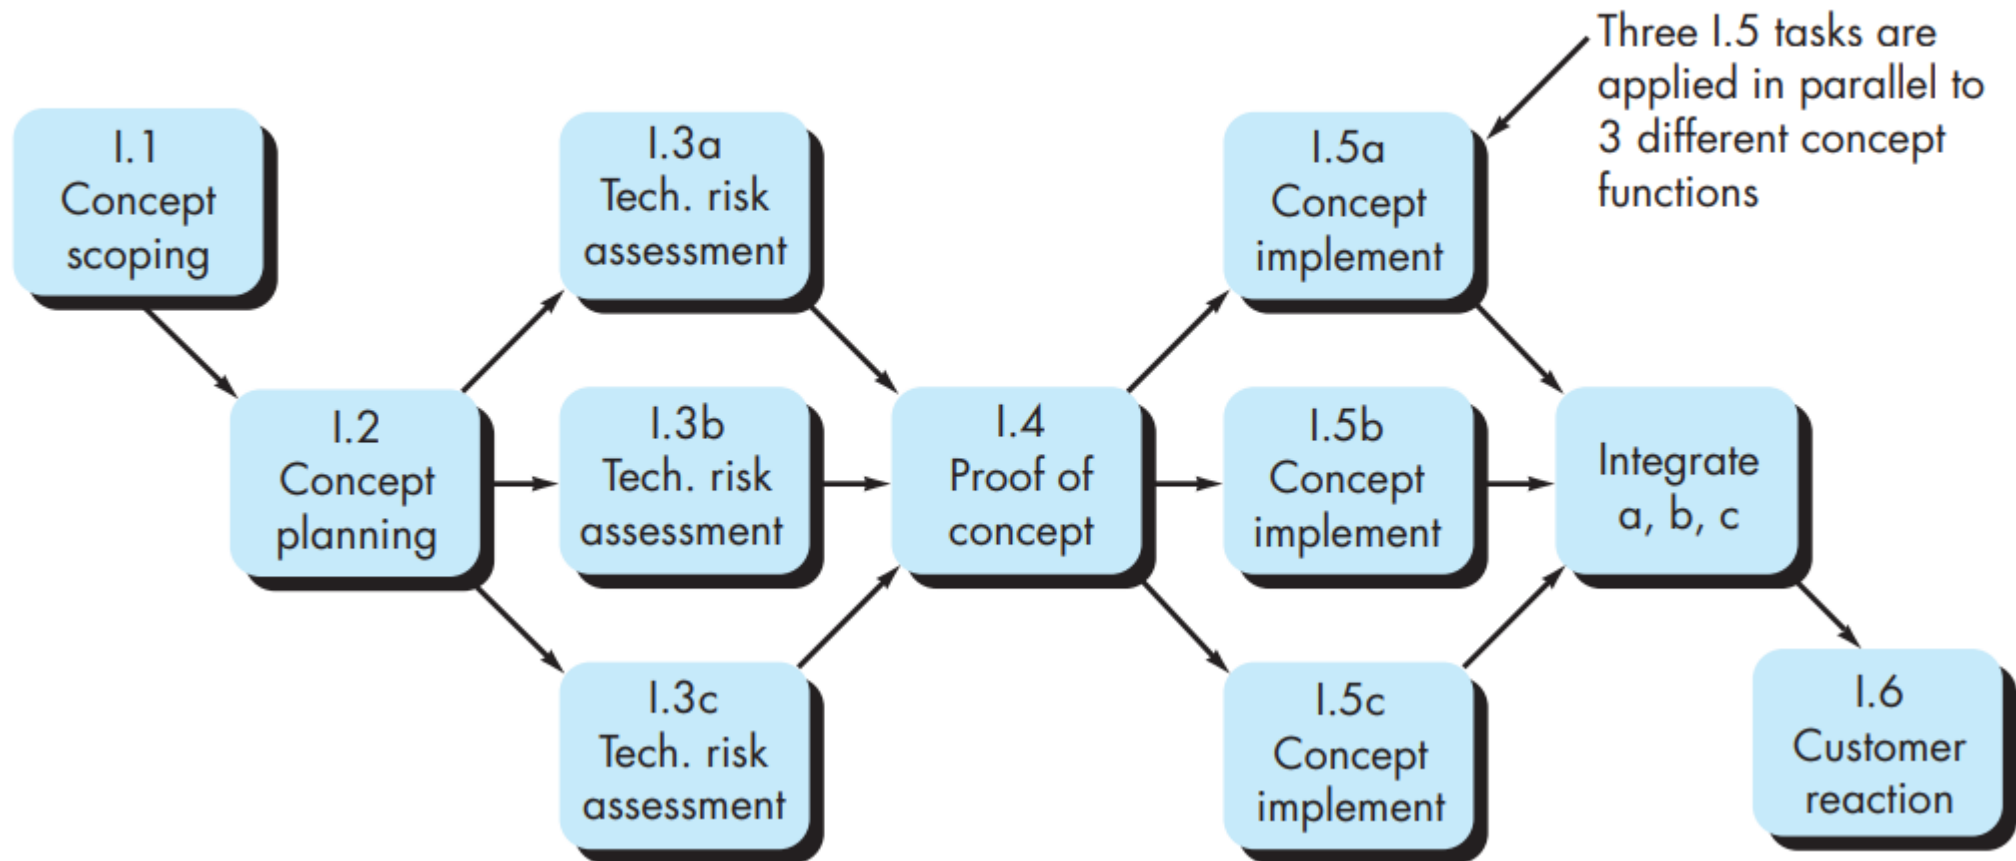 I.1
Concept
scoping
I.2
Concept
planning
I.3a
Tech. risk
assessment
I.3b
Tech. risk
assessment
I.3c
Tech. risk
assessment
I.4
Proof of
concept
I.5a
Concept
implement
I.5b
Concept
implement
I.5c
Concept
implement
Three I.5 tasks are
applied in parallel to
3 different concept
functions
Integrate
a, b, c
I.6
Customer
reaction